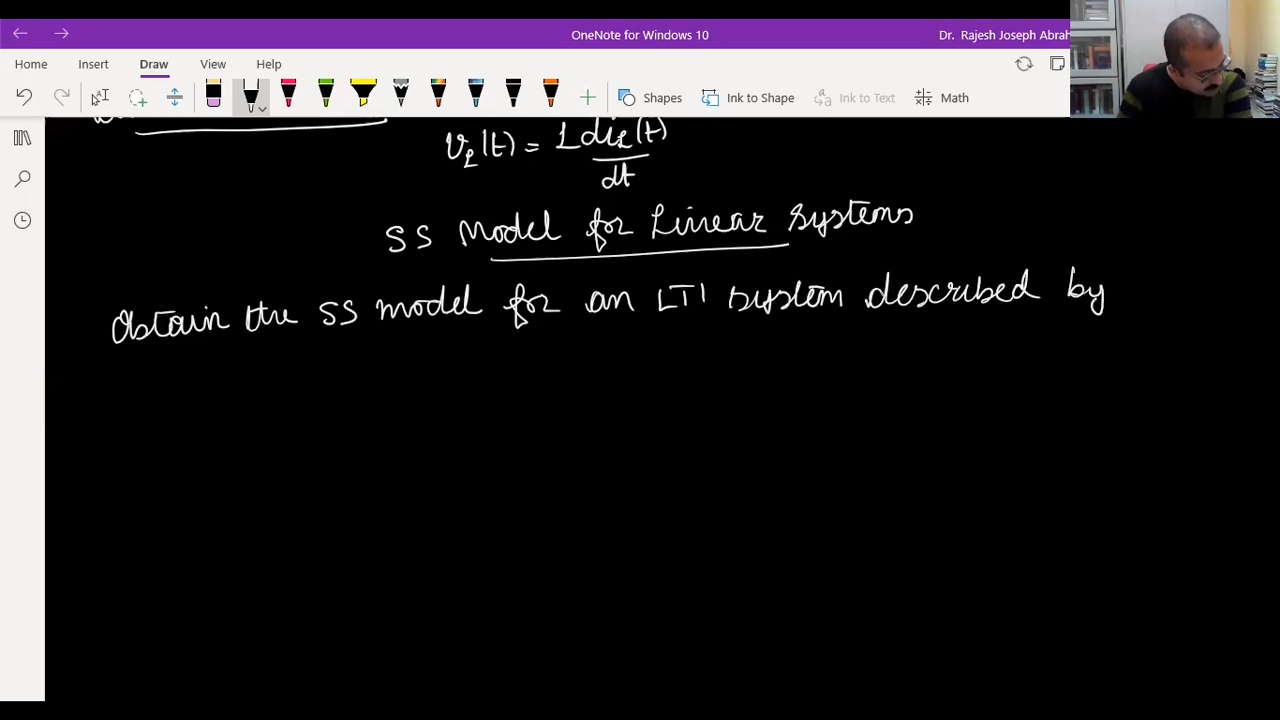 OneNote for Windows 10
Dr. Rajesh Joseph Abrah
Home Insert Draw View Help
Shapes Ink to Shape Ink to Text Math
v_L(t) = L di_L(t)
dt
SS Model for Linear Systems
Obtain the SS model for an LTI system described by